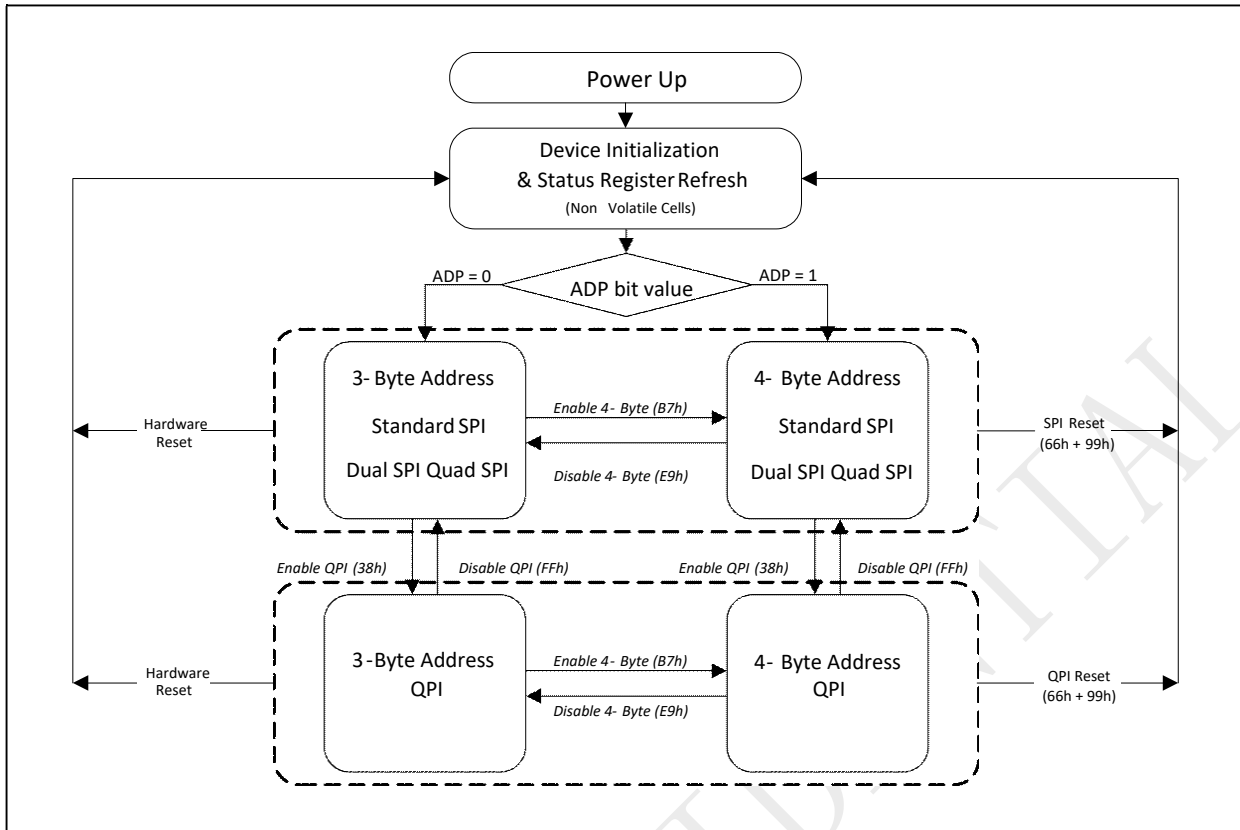 Power Up
Device Initialization
& Status Register Refresh
(Non Volatile Cells)
ADP = 0
ADP bit value
ADP = 1
3- Byte Address
Standard SPI
Dual SPI Quad SPI
Enable 4- Byte (B7h)
Disable 4- Byte (E9h)
4- Byte Address
Standard SPI
Dual SPI Quad SPI
Hardware
Reset
SPI Reset
(66h + 99h)
Enable QPI (38h)
Disable QPI (FFh)
Enable QPI (38h)
Disable QPI (FFh)
3-Byte Address
QPI
Enable 4- Byte (B7h)
Disable 4- Byte (E9h)
4- Byte Address
QPI
Hardware
Reset
QPI Reset
(66h + 99h)